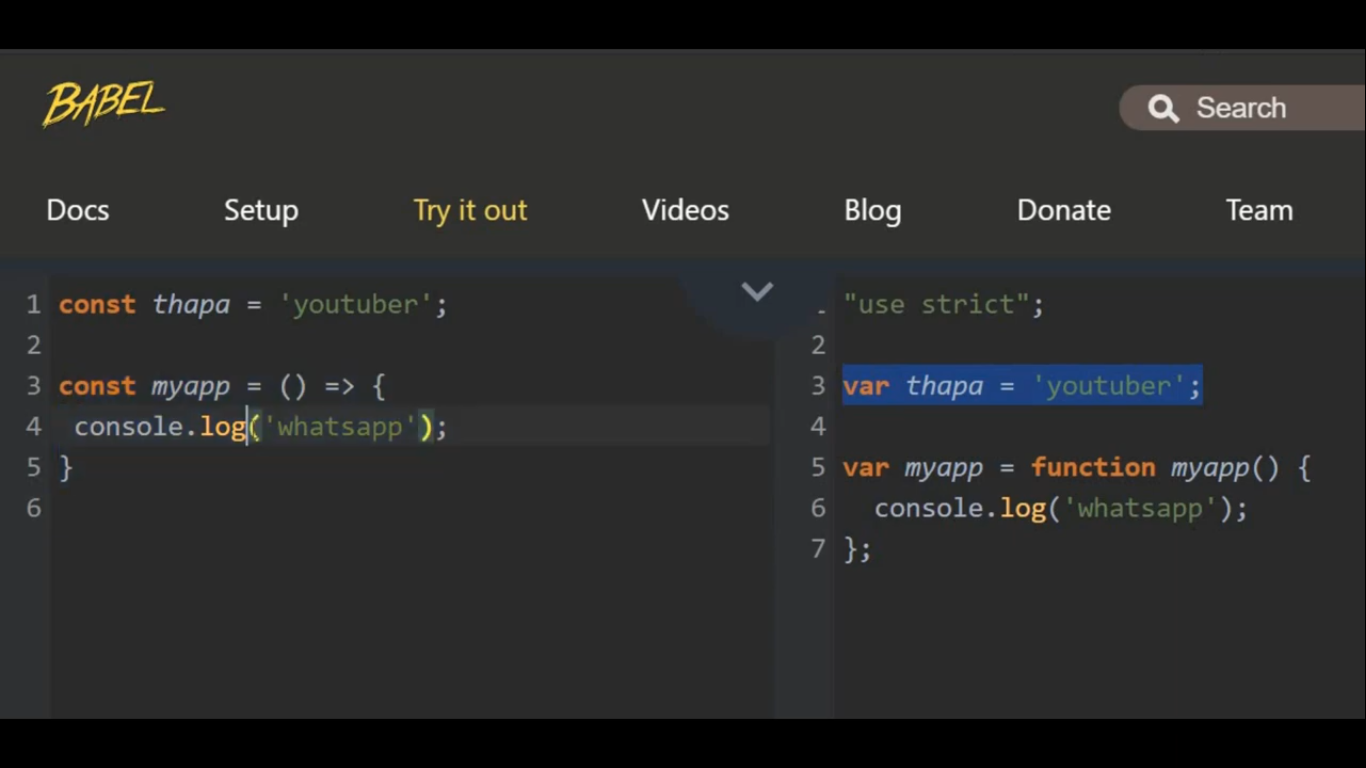 BABEL
Search
Docs Setup Try it out Videos Blog Donate Team
1 const thapa = 'youtuber';
2
3 const myapp = () => {
4  console.log('whatsapp');
5 }
6
"use strict";
2
3 var thapa = 'youtuber';
4
5 var myapp = function myapp() {
6   console.log('whatsapp');
7 };